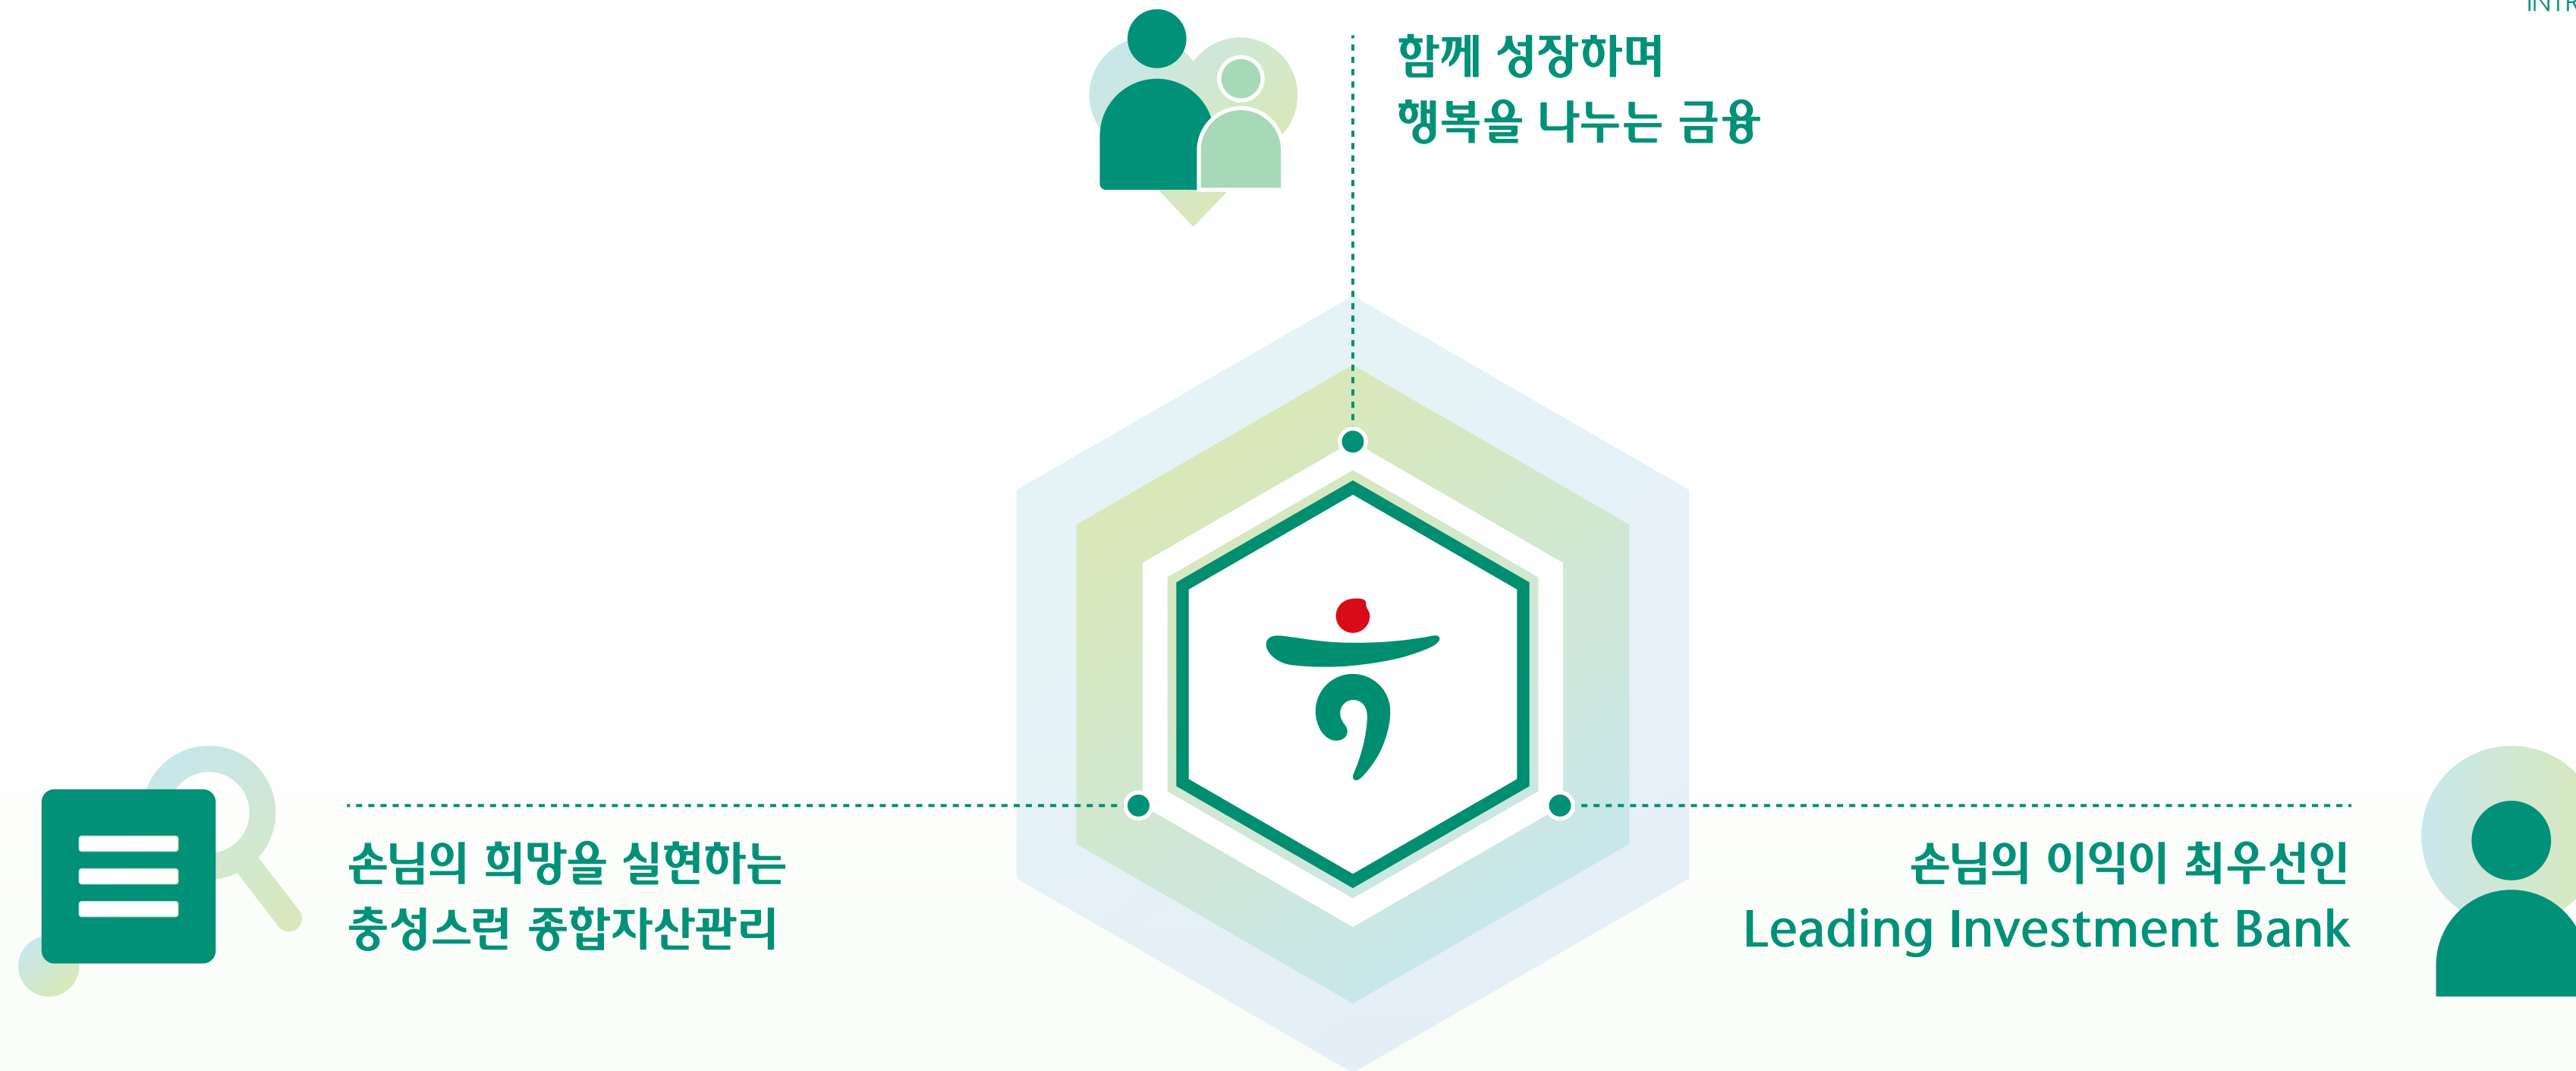 함께 성장하며
행복을 나누는 금융
손님의 희망을 실현하는
충성스런 종합자산관리
손님의 이익이 최우선인
Leading Investment Bank